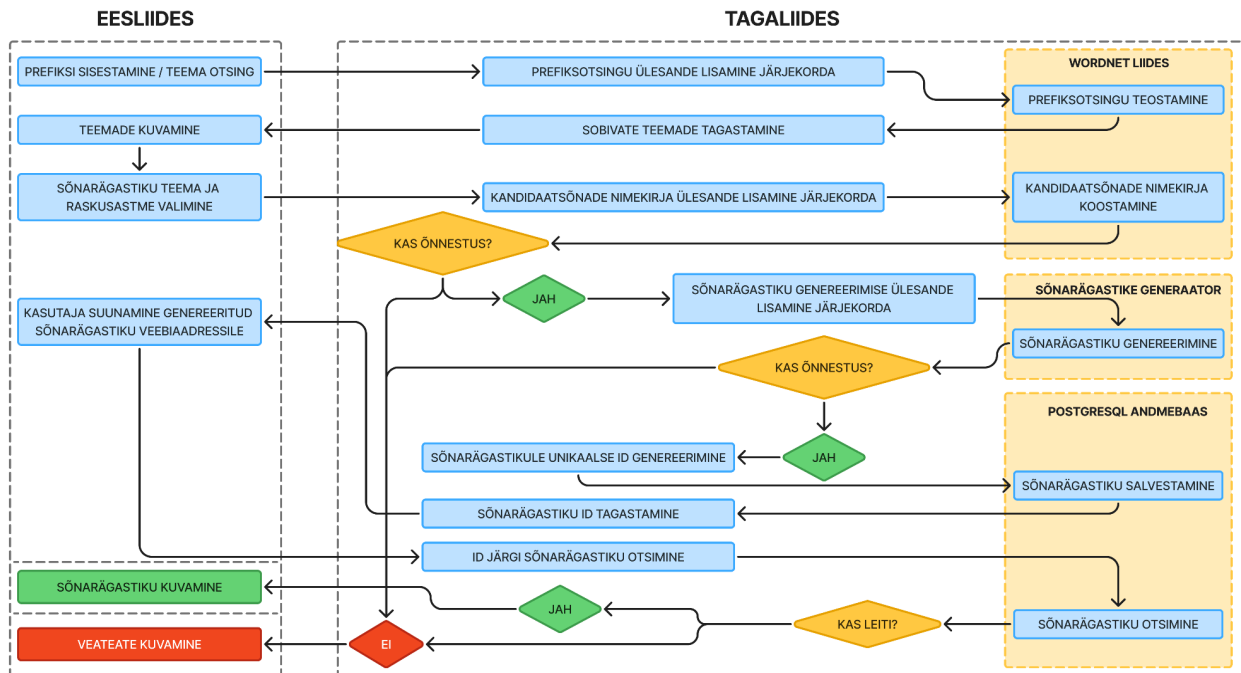 EESLIIDES
TAGALIIDES
WORDNET LIIDES
PREFIKSI SISESTAMINE / TEEMA OTSING
PREFIKSOTSINGU ÜLESANDE LISAMINE JÄRJEKORDA
PREFIKSOTSINGU TEOSTAMINE
TEEMADE KUVAMINE
SOBIVATE TEEMADE TAGASTAMINE
SÕNARÄGASTIKU TEEMA JA
RASKUSASTME VALIMINE
KANDIDAATSÕNADE NIMEKIRJA ÜLESANDE LISAMINE JÄRJEKORDA
KANDIDAATSÕNADE NIMEKIRJA
KOOSTAMINE
KAS ÕNNESTUS?
JAH
SÕNARÄGASTIKU GENEREERIMISE ÜLESANDE
LISAMINE JÄRJEKORDA
SÕNARÄGASTIKE GENERAATOR
KASUTAJA SUUNAMINE GENEREERITUD
SÕNARÄGASTIKU VEEBIAADRESSILE
SÕNARÄGASTIKU GENEREERIMINE
KAS ÕNNESTUS?
POSTGRESQL ANDMEBAAS
SÕNARÄGASTIKULE UNIKAALSE ID GENEREERIMINE
JAH
SÕNARÄGASTIKU SALVESTAMINE
SÕNARÄGASTIKU ID TAGASTAMINE
ID JÄRGI SÕNARÄGASTIKU OTSIMINE
SÕNARÄGASTIKU KUVAMINE
JAH
KAS LEITI?
SÕNARÄGASTIKU OTSIMINE
VEATEATE KUVAMINE
EI